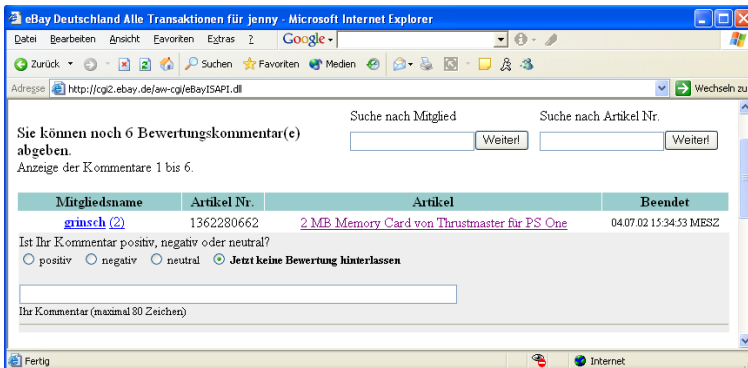 eBay Deutschland Alle Transaktionen für jenny - Microsoft Internet Explorer
Datei Bearbeiten Ansicht Favoriten Extras ? Google
Zurück Suchen Favoriten Medien
Adresse http://cgi2.ebay.de/aw-cgi/eBayISAPI.dll Wechseln zu
Suche nach Mitglied Suche nach Artikel Nr.
Weiter! Weiter!
Sie können noch 6 Bewertungskommentar(e)
abgeben.
Anzeige der Kommentare 1 bis 6.
Mitgliedsname Artikel Nr. Artikel Beendet
grinsch (2) 1362280662 2 MB Memory Card von Thrustmaster für PS One 04.07.02 15:34:53 MESZ
Ist Ihr Kommentar positiv, negativ oder neutral?
positiv negativ neutral Jetzt keine Bewertung hinterlassen
Ihr Kommentar (maximal 80 Zeichen)
Fertig Internet